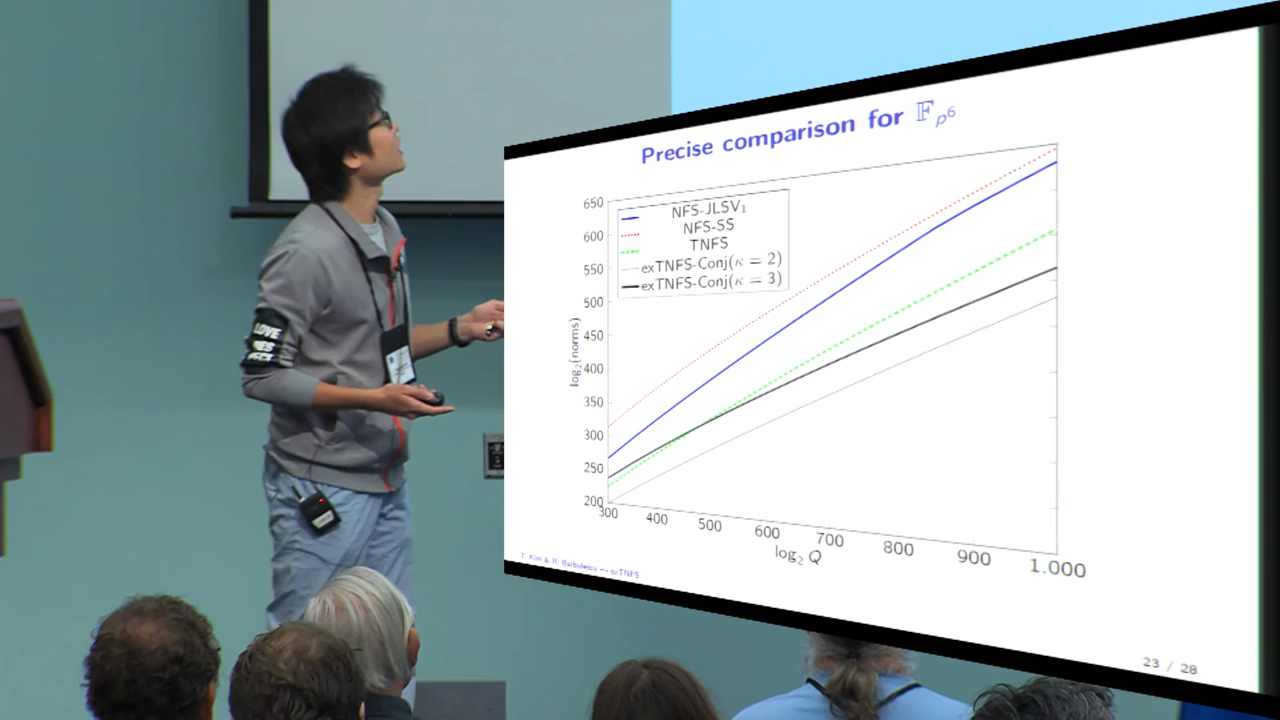 Precise comparison for 𝔽p⁶
650
600
550
500
450
400
350
300
250
200
log₂(norms)
NFS-JLSV₁
NFS-SS
TNFS
exTNFS-Conj(κ = 2)
exTNFS-Conj(κ = 3)
300
400
500
600
700
800
900
1.000
log₂ Q
T. Kim & R. Barbulescu — exTNFS
23 / 28
LOVE